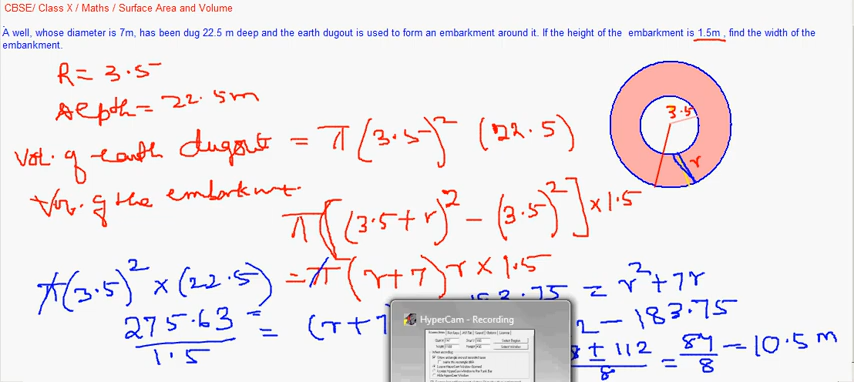 CBSE/ Class X / Maths / Surface Area and Volume
A well, whose diameter is 7m, has been dug 22.5 m deep and the earth dugout is used to form an embarkment around it. If the height of the embarkment is 1.5m , find the width of the
embankment.
R = 3.5
depth = 22.5m
3.5
r
Vol. of earth dugout = π(3.5)² (22.5)
Vol. of the embarkment.
π[(3.5+r)² - (3.5)²] × 1.5
π(3.5)² × (22.5) = π(r+7)r × 1.5
= r² + 7r
275.63 = (r+7
- 183.75
1.5
± 112 = 84 - 10.5 m
8 8
HyperCam - Recording